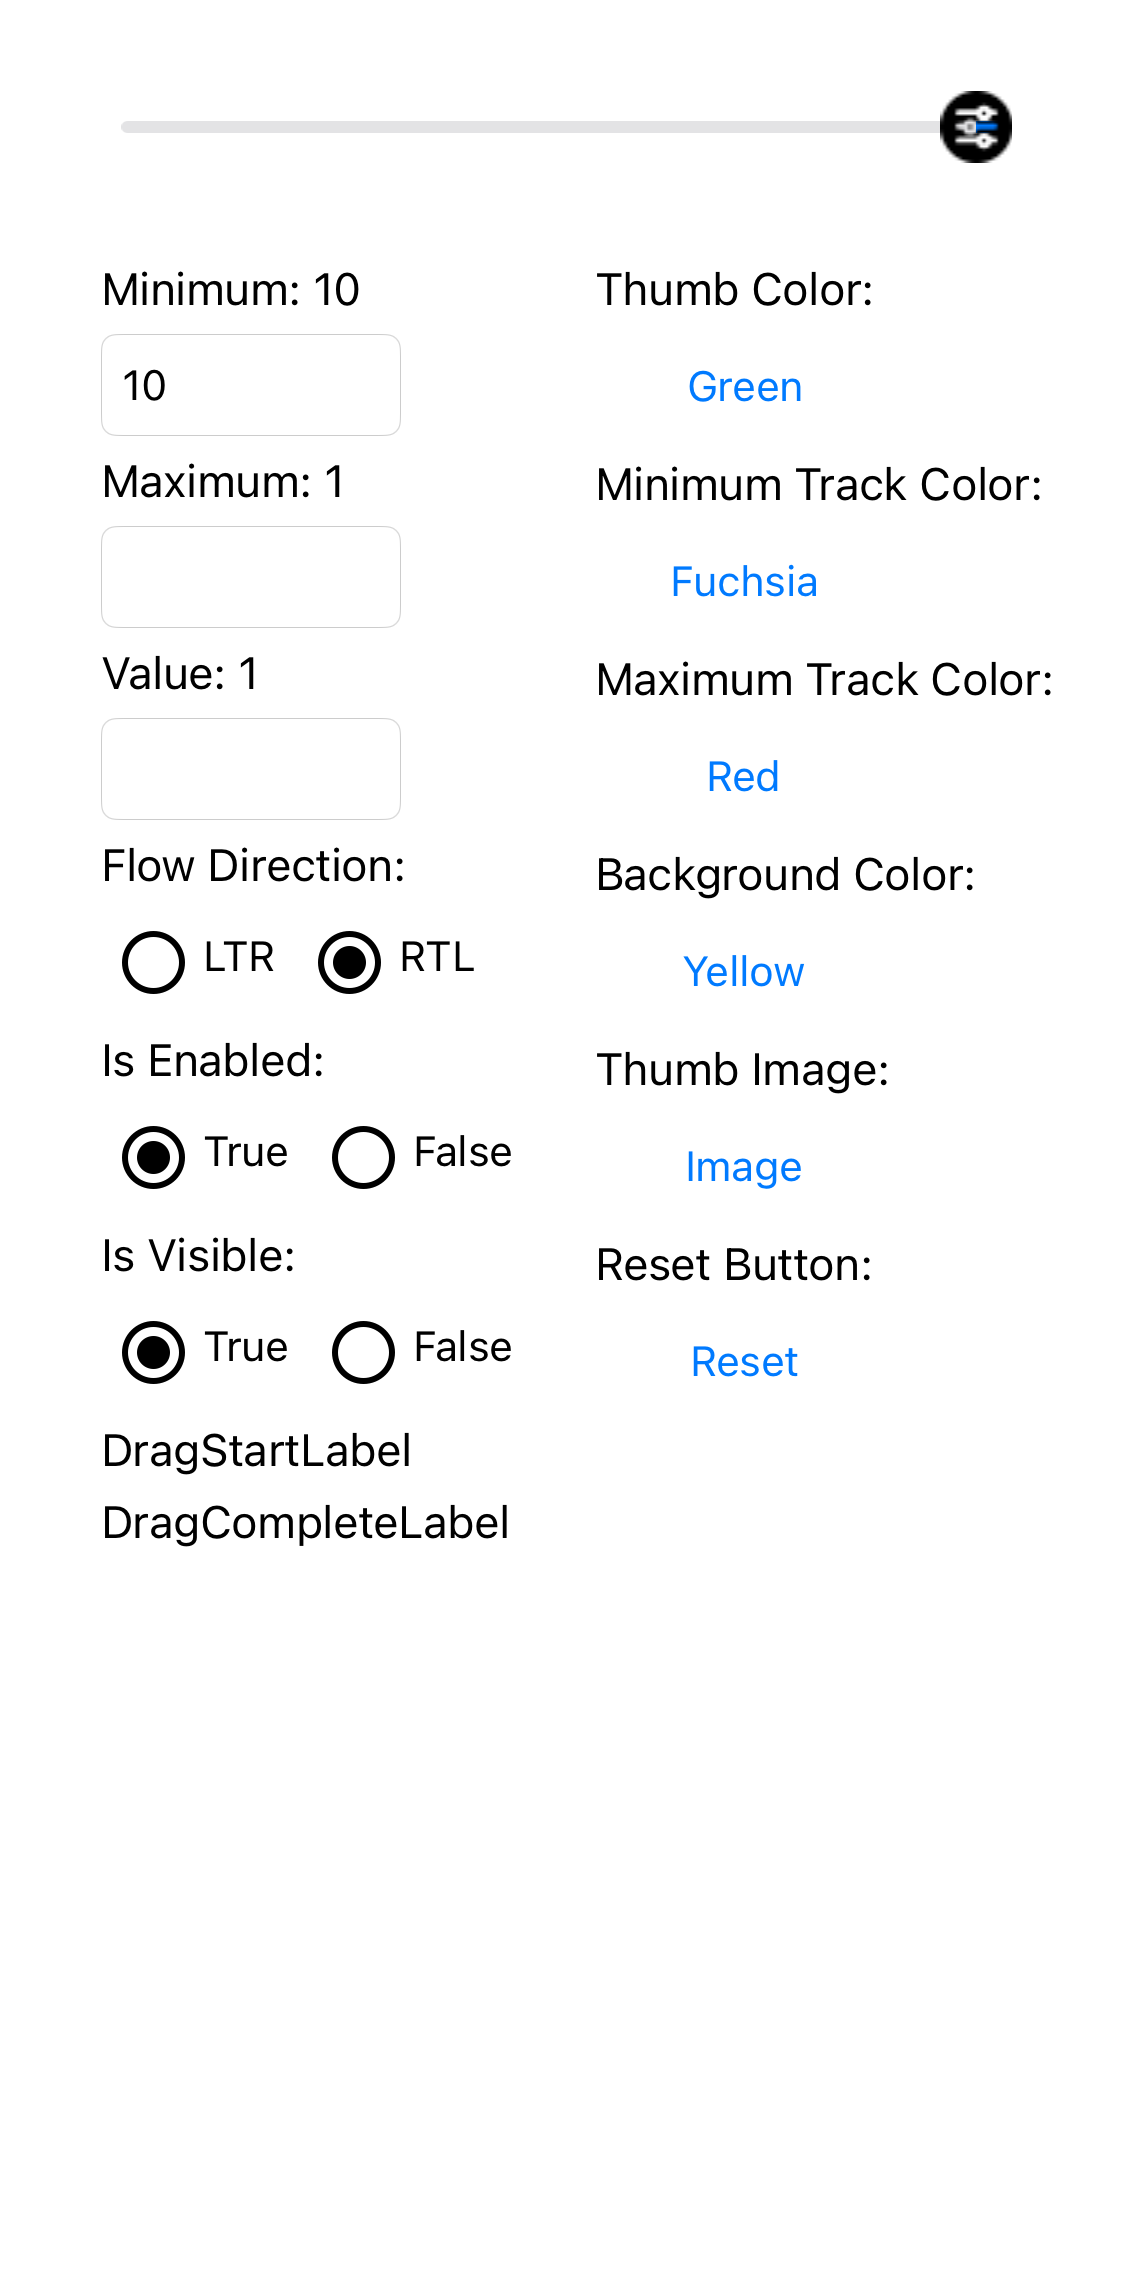 Minimum: 10
10
Maximum: 1
Value: 1
Flow Direction:
LTR RTL
Is Enabled:
True False
Is Visible:
True False
DragStartLabel
DragCompleteLabel
Thumb Color:
Green
Minimum Track Color:
Fuchsia
Maximum Track Color:
Red
Background Color:
Yellow
Thumb Image:
Image
Reset Button:
Reset